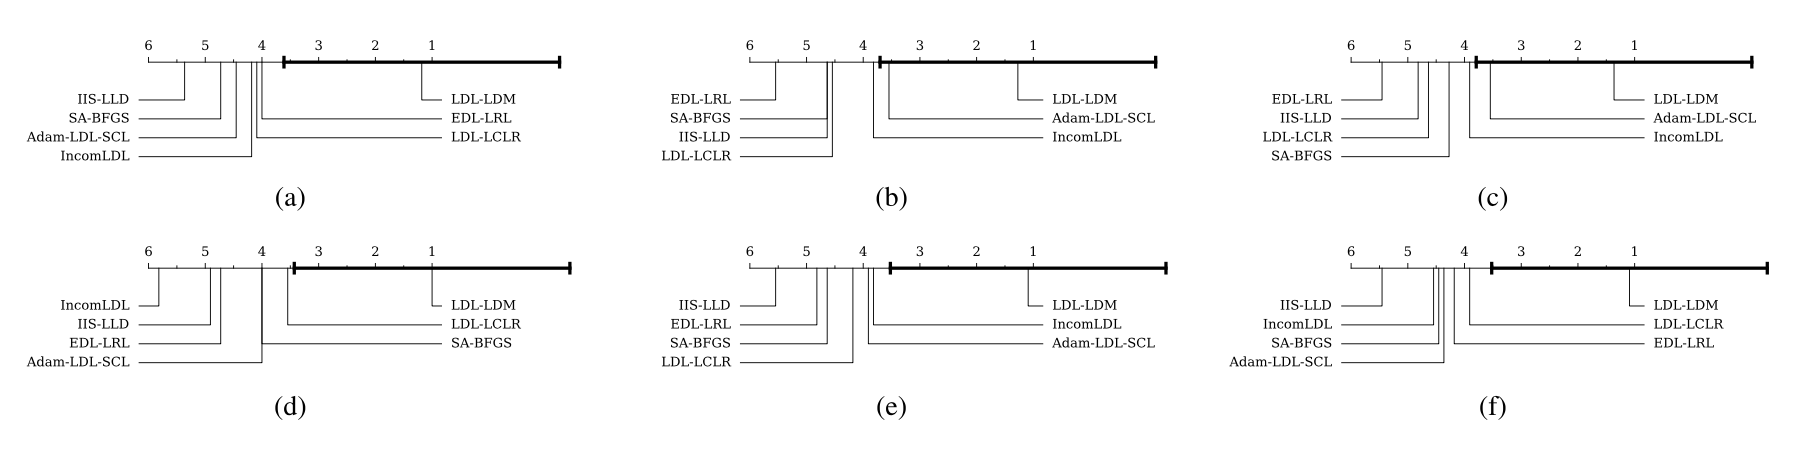 6 5 4 3 2 1
IIS-LLD LDL-LDM
SA-BFGS EDL-LRL
Adam-LDL-SCL LDL-LCLR
IncomLDL
(a)
6 5 4 3 2 1
EDL-LRL LDL-LDM
SA-BFGS Adam-LDL-SCL
IIS-LLD IncomLDL
LDL-LCLR
(b)
6 5 4 3 2 1
EDL-LRL LDL-LDM
IIS-LLD Adam-LDL-SCL
LDL-LCLR IncomLDL
SA-BFGS
(c)
6 5 4 3 2 1
IncomLDL LDL-LDM
IIS-LLD LDL-LCLR
EDL-LRL SA-BFGS
Adam-LDL-SCL
(d)
6 5 4 3 2 1
IIS-LLD LDL-LDM
EDL-LRL IncomLDL
SA-BFGS Adam-LDL-SCL
LDL-LCLR
(e)
6 5 4 3 2 1
IIS-LLD LDL-LDM
IncomLDL LDL-LCLR
SA-BFGS EDL-LRL
Adam-LDL-SCL
(f)